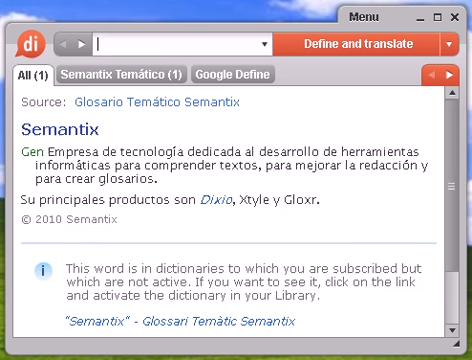 Menu
di
Define and translate
All (1)
Semantix Temático (1)
Google Define
Source: Glosario Temático Semantix
Semantix
Gen Empresa de tecnología dedicada al desarrollo de herramientas
informáticas para comprender textos, para mejorar la redacción y
para crear glosarios.
Su principales productos son Dixio, Xtyle y Gloxr.
© 2010 Semantix
i
This word is in dictionaries to which you are subscribed but
which are not active. If you want to see it, click on the link
and activate the dictionary in your Library.
"Semantix" - Glossari Temàtic Semantix